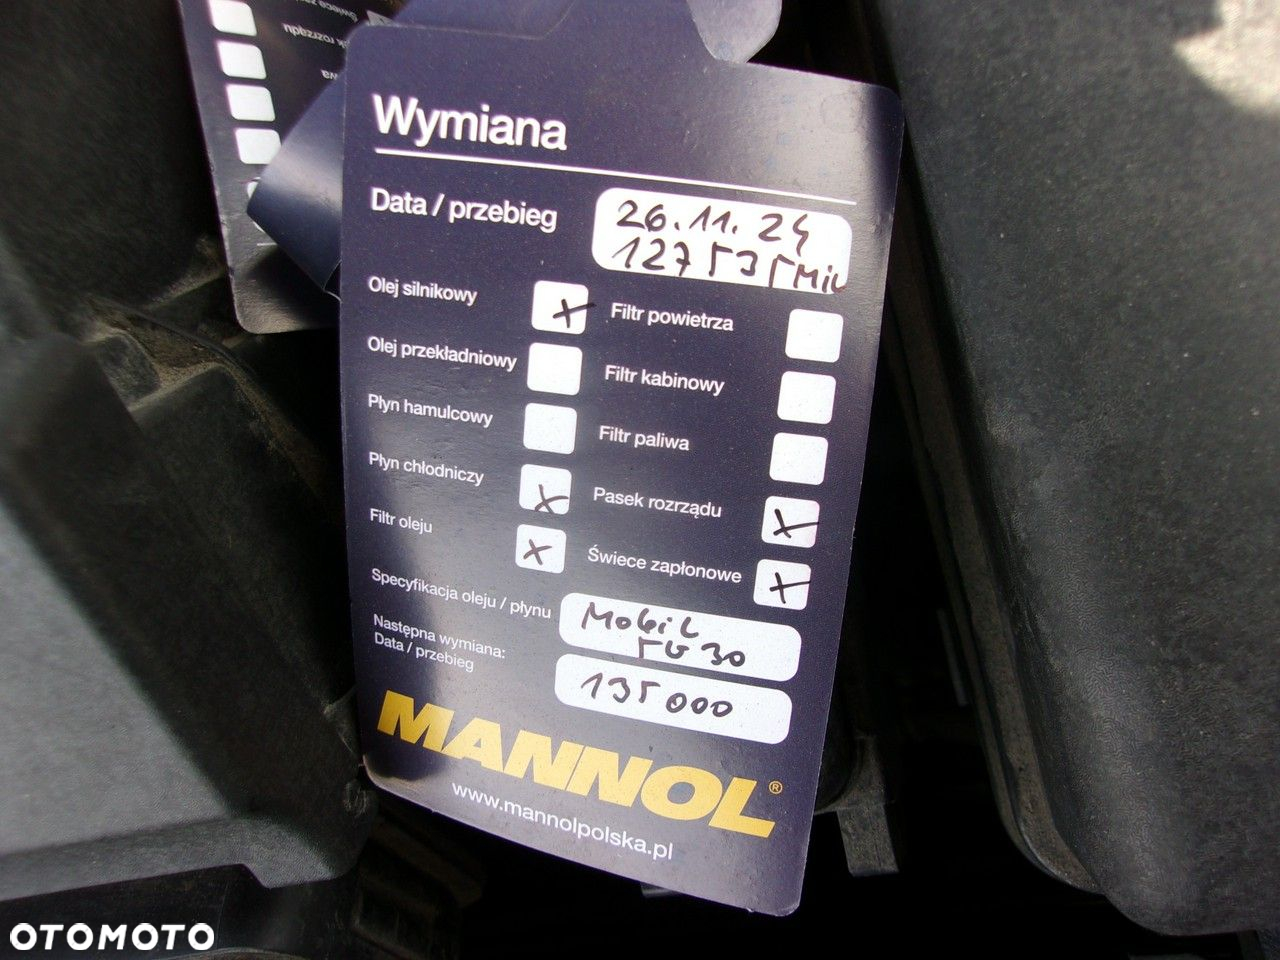 Wymiana
Data / przebieg
26.11.24
127535 Mil
Olej silnikowy
Filtr powietrza
Olej przekładniowy
Filtr kabinowy
Płyn hamulcowy
Filtr paliwa
Płyn chłodniczy
Pasek rozrządu
Filtr oleju
Świece zapłonowe
Specyfikacja oleju / płynu
Mobil
5W30
Następna wymiana:
Data / przebieg
135000
MANNOL®
www.mannolpolska.pl
OTOMOTO